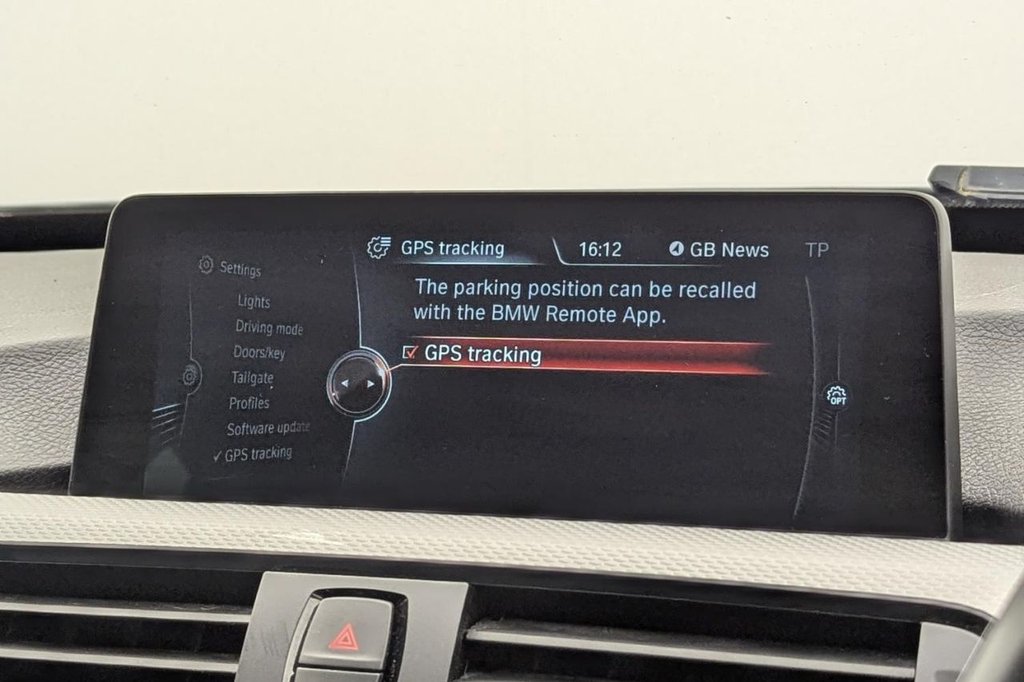 GPS tracking
16:12
GB News
TP
Settings
Lights
Driving mode
Doors/key
Tailgate
Profiles
Software update
GPS tracking
The parking position can be recalled
with the BMW Remote App.
GPS tracking
OPT